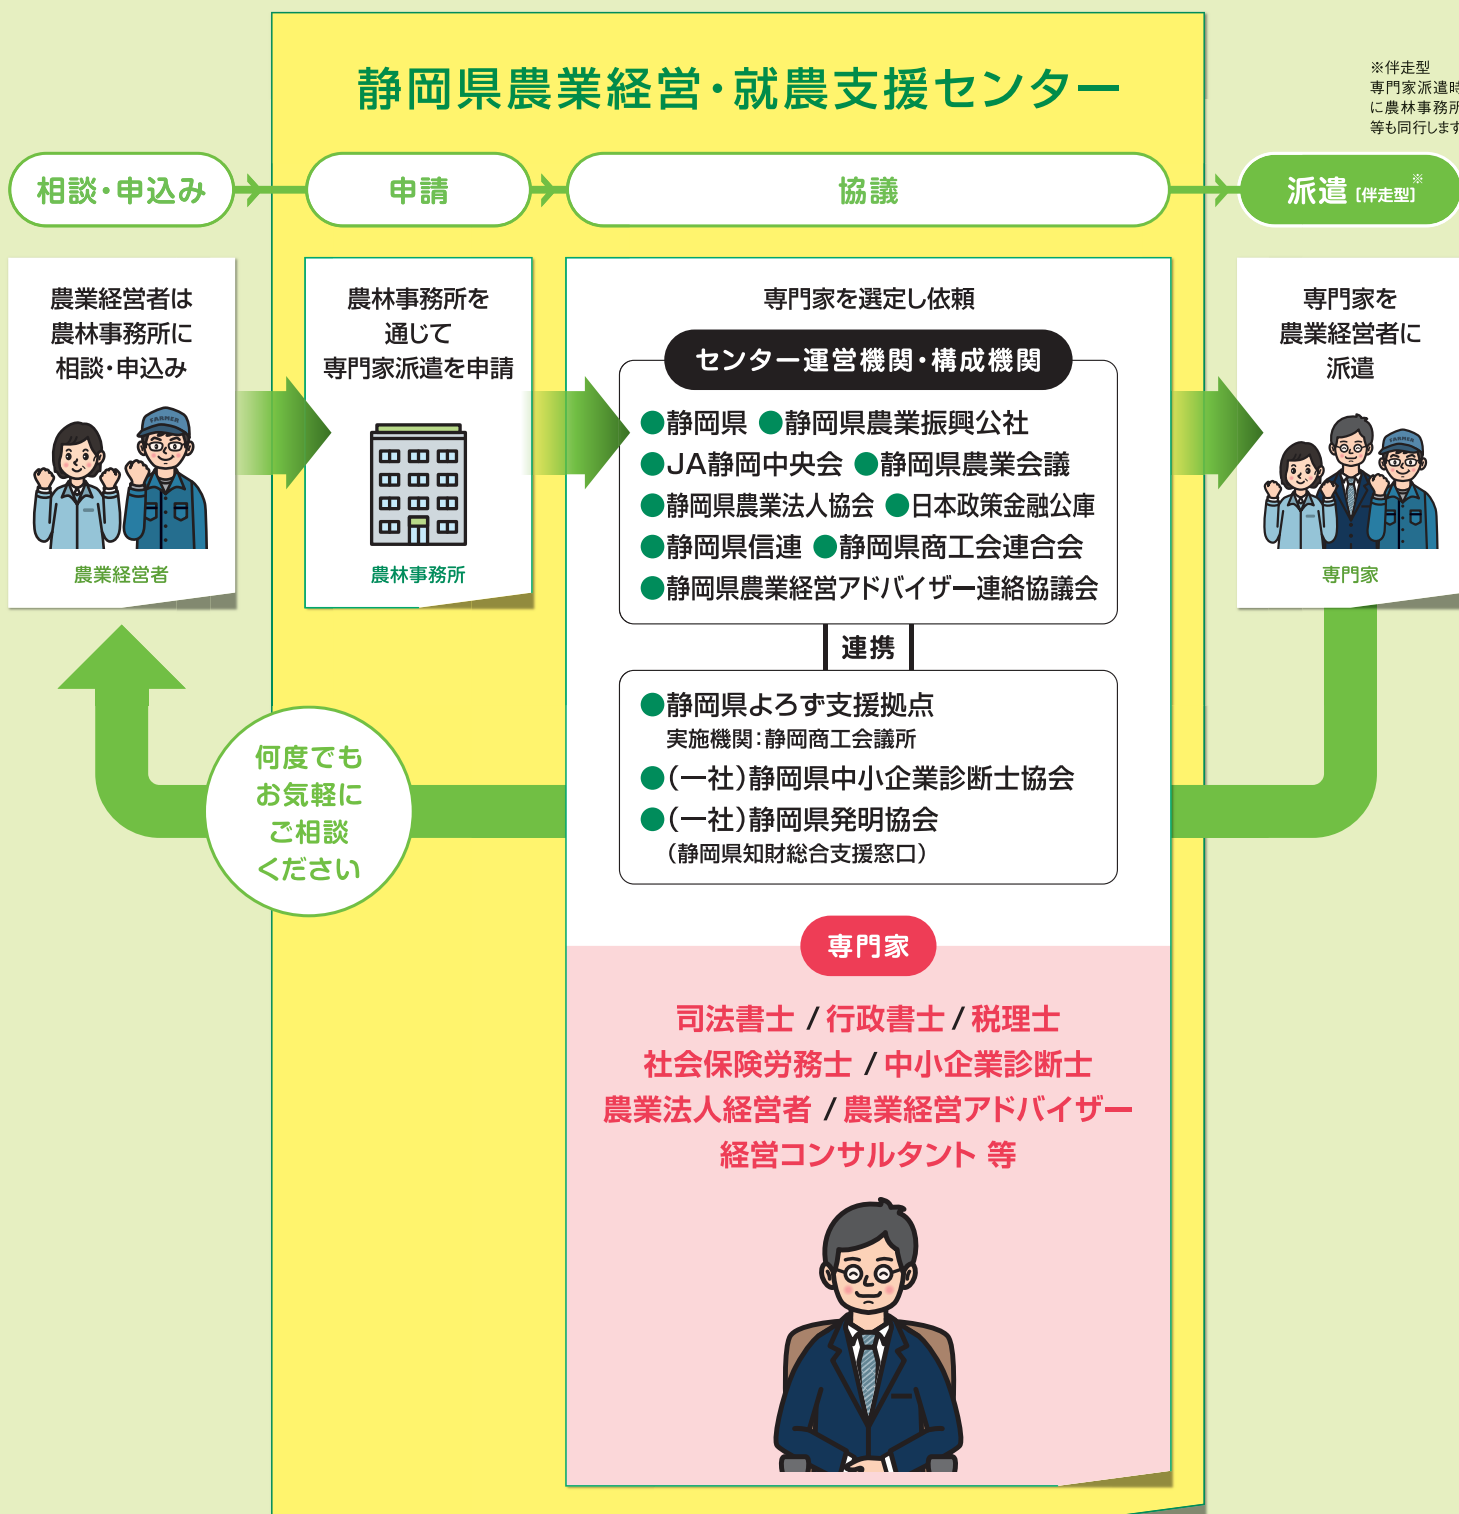 静岡県農業経営・就農支援センター
※伴走型
専門家派遣時
に農林事務所
等も同行します
相談・申込み
申請
協議
派遣[伴走型]※
農業経営者は
農林事務所に
相談・申込み
FARMER
農業経営者
農林事務所を
通じて
専門家派遣を申請
農林事務所
専門家を選定し依頼
センター運営機関・構成機関
●静岡県 ●静岡県農業振興公社
●JA静岡中央会 ●静岡県農業会議
●静岡県農業法人協会 ●日本政策金融公庫
●静岡県信連 ●静岡県商工会連合会
●静岡県農業経営アドバイザー連絡協議会
連携
●静岡県よろず支援拠点
実施機関：静岡商工会議所
●(一社)静岡県中小企業診断士協会
●(一社)静岡県発明協会
(静岡県知財総合支援窓口)
専門家
司法書士 / 行政書士 / 税理士
社会保険労務士 / 中小企業診断士
農業法人経営者 / 農業経営アドバイザー
経営コンサルタント 等
専門家を
農業経営者に
派遣
FARMER
専門家
何度でも
お気軽に
ご相談
ください